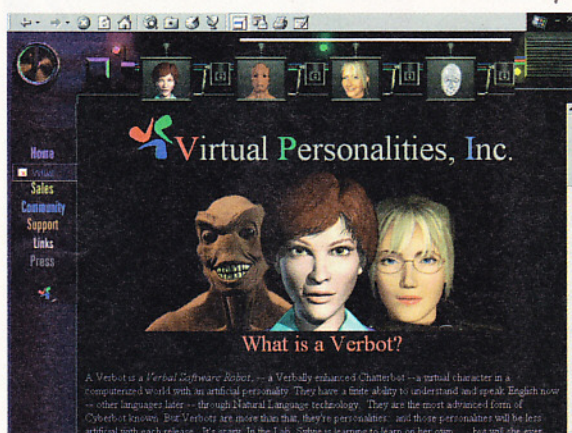 Virtual Personalities, Inc.
Home
Sales
Community
Support
Links
Press
What is a Verbot?
A Verbot is a Verbal Software Robot, -- a Verbally enhanced Chatterbot -- a virtual character in a
computerized world with an artificial personality. They have a finite ability to understand and speak English now
-- other languages later -- through Natural Language technology. They are the most advanced form of
Cyberbot known. But Verbots are more than that, they're personalities: and those personalities will be less
artificial with each release. It's scary. In the Lab, Sylvie is learning to learn on her own but will she ever